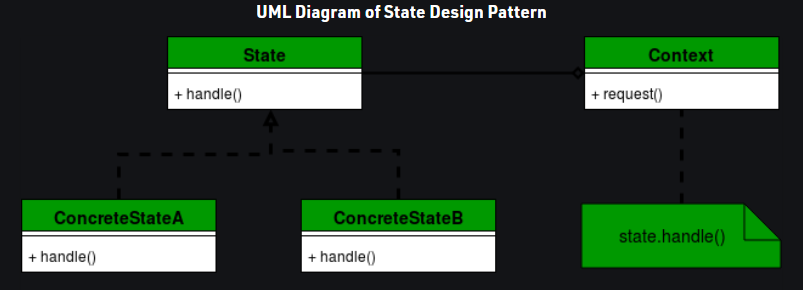 UML Diagram of State Design Pattern
State
+ handle()
Context
+ request()
ConcreteStateA
+ handle()
ConcreteStateB
+ handle()
state.handle()